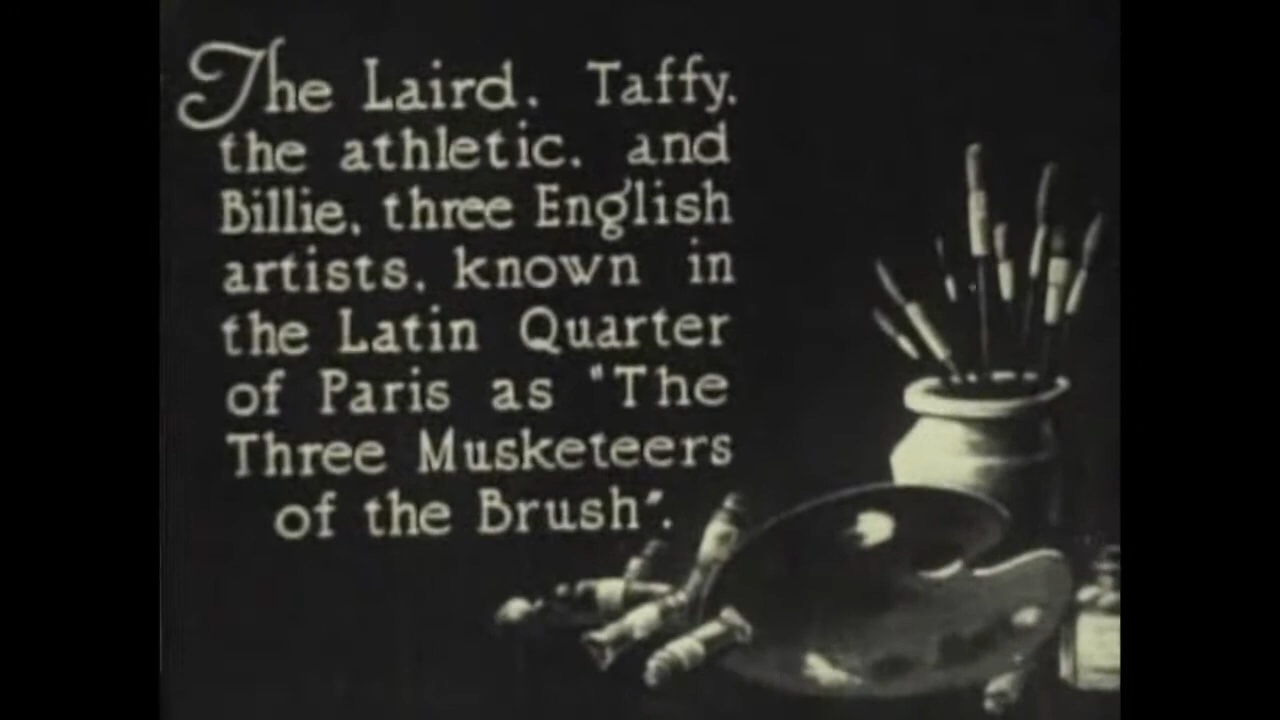 The Laird. Taffy.
the athletic. and
Billie, three English
artists. known in
the Latin Quarter
of Paris as "The
Three Musketeers
of the Brush".